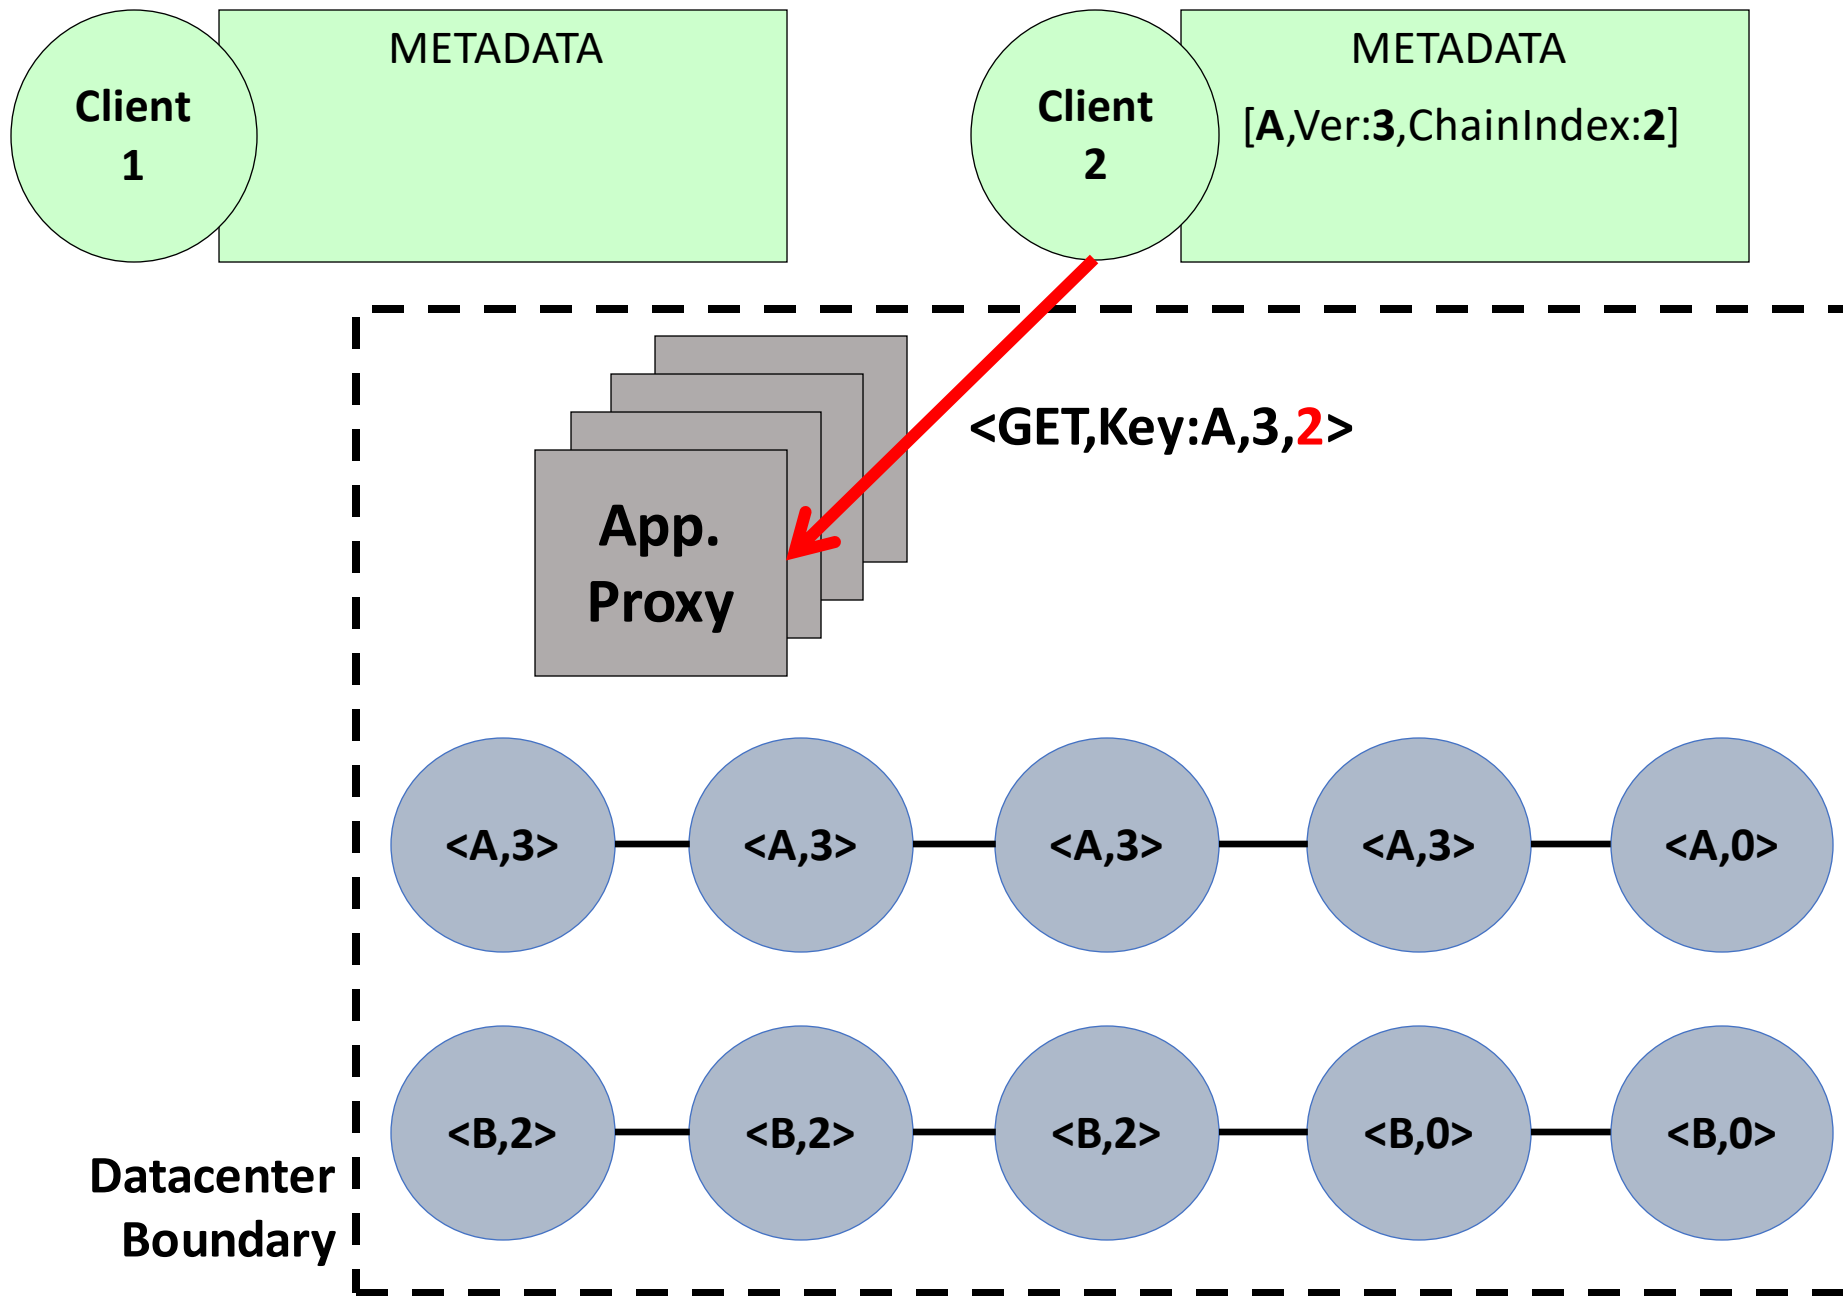 METADATA
Client
1
METADATA
[A,Ver:3,ChainIndex:2]
Client
2
<GET,Key:A,3,2>
App.
Proxy
<A,3>
<A,3>
<A,3>
<A,3>
<A,0>
<B,2>
<B,2>
<B,2>
<B,0>
<B,0>
Datacenter
Boundary